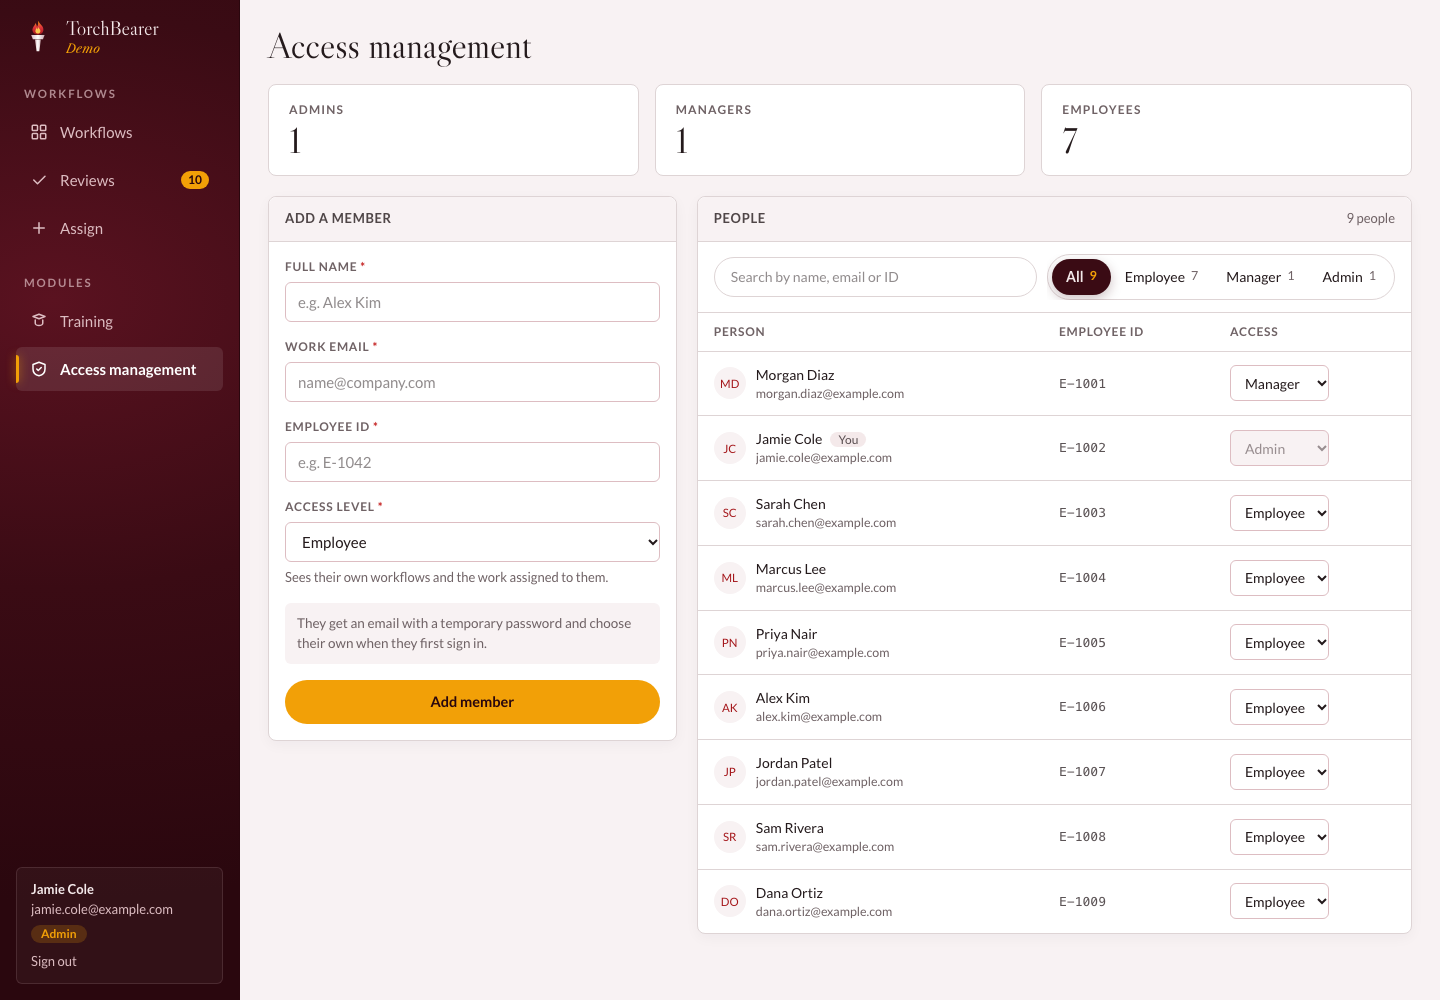 TorchBearer
Demo
WORKFLOWS
Workflows
Reviews 10
Assign
MODULES
Training
Access management
Jamie Cole
jamie.cole@example.com
Admin
Sign out
Access management
ADMINS
1
MANAGERS
1
EMPLOYEES
7
ADD A MEMBER
FULL NAME *
e.g. Alex Kim
WORK EMAIL *
name@company.com
EMPLOYEE ID *
e.g. E-1042
ACCESS LEVEL *
Employee
Sees their own workflows and the work assigned to them.
They get an email with a temporary password and choose
their own when they first sign in.
Add member
PEOPLE 9 people
Search by name, email or ID All 9 Employee 7 Manager 1 Admin 1
PERSON EMPLOYEE ID ACCESS
MD Morgan Diaz E-1001 Manager
morgan.diaz@example.com
JC Jamie Cole You E-1002 Admin
jamie.cole@example.com
SC Sarah Chen E-1003 Employee
sarah.chen@example.com
ML Marcus Lee E-1004 Employee
marcus.lee@example.com
PN Priya Nair E-1005 Employee
priya.nair@example.com
AK Alex Kim E-1006 Employee
alex.kim@example.com
JP Jordan Patel E-1007 Employee
jordan.patel@example.com
SR Sam Rivera E-1008 Employee
sam.rivera@example.com
DO Dana Ortiz E-1009 Employee
dana.ortiz@example.com